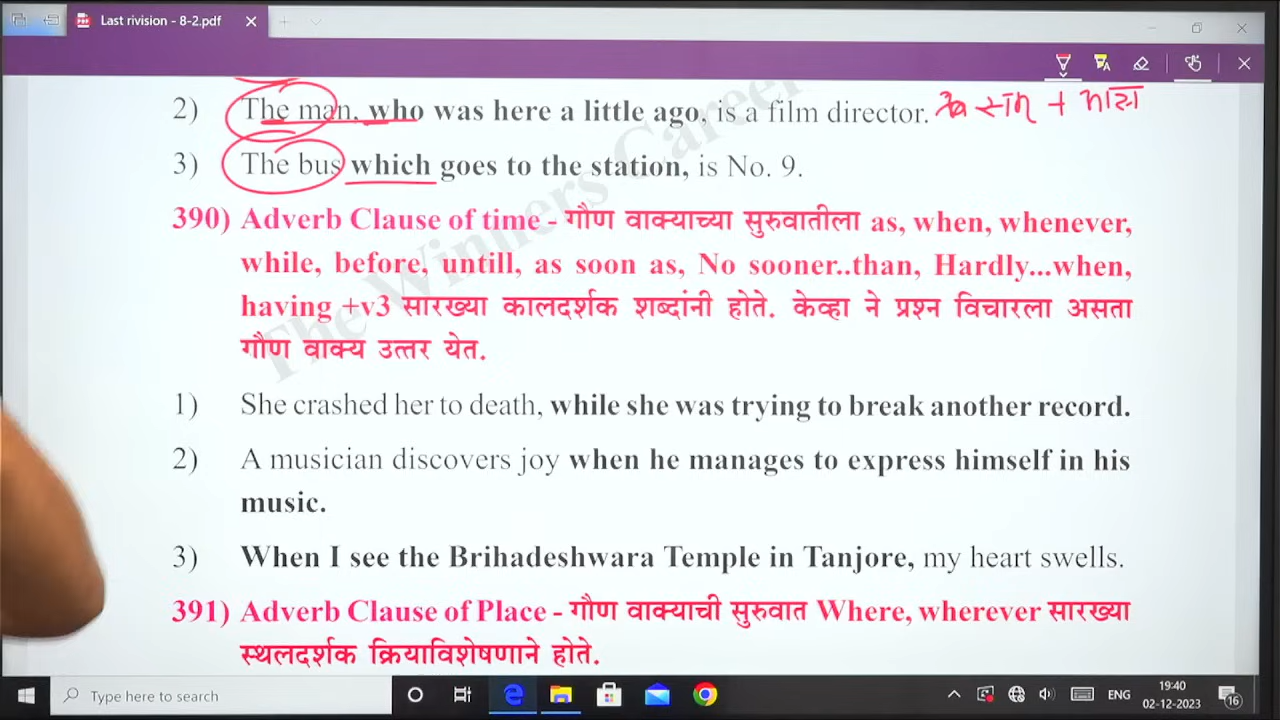 Last rivision - 8-2.pdf
2) The man, who was here a little ago, is a film director.
3) The bus which goes to the station, is No. 9.
390) Adverb Clause of time - गौण वाक्याच्या सुरुवातीला as, when, whenever,
while, before, untill, as soon as, No sooner..than, Hardly...when,
having +v3 सारख्या कालदर्शक शब्दांनी होते. केव्हा ने प्रश्न विचारला असता
गौण वाक्य उत्तर येत.
1) She crashed her to death, while she was trying to break another record.
2) A musician discovers joy when he manages to express himself in his
music.
3) When I see the Brihadeshwara Temple in Tanjore, my heart swells.
391) Adverb Clause of Place - गौण वाक्याची सुरुवात Where, wherever सारख्या
स्थलदर्शक क्रियाविशेषणाने होते.
The Winners Career
Type here to search
ENG
19:40
02-12-2023
16